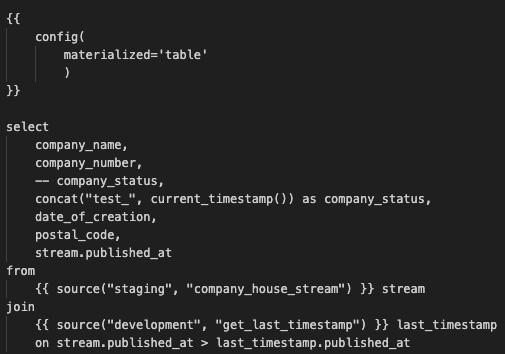 {{
config(
materialized='table'
)
}}
select
company_name,
company_number,
-- company_status,
concat("test_", current_timestamp()) as company_status,
date_of_creation,
postal_code,
stream.published_at
from
{{ source("staging", "company_house_stream") }} stream
join
{{ source("development", "get_last_timestamp") }} last_timestamp
on stream.published_at > last_timestamp.published_at